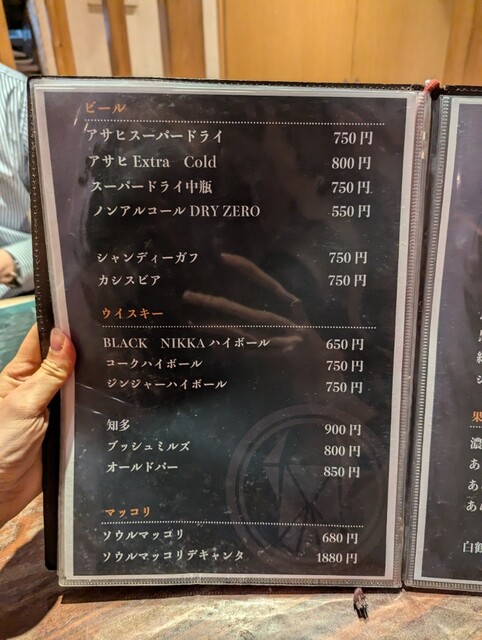 ビール
アサヒスーパードライ 750円
アサヒ Extra Cold 800円
スーパードライ中瓶 750円
ノンアルコール DRY ZERO 550円
シャンディーガフ 750円
カシスビア 750円
ウイスキー
BLACK NIKKA ハイボール 650円
コークハイボール 750円
ジンジャーハイボール 750円
知多 900円
ブッシュミルズ 800円
オールドパー 850円
マッコリ
ソウルマッコリ 680円
ソウルマッコリデキャンタ 1880円
果
濃
あ
あ
あ
白